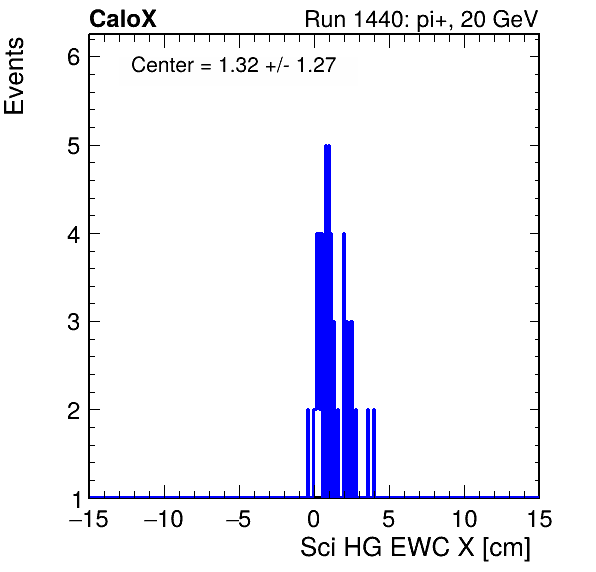 CaloX Run 1440: pi+, 20 GeV
Center = 1.32 +/- 1.27
Events
6
5
4
3
2
1
−15 −10 −5 0 5 10 15
Sci HG EWC X [cm]